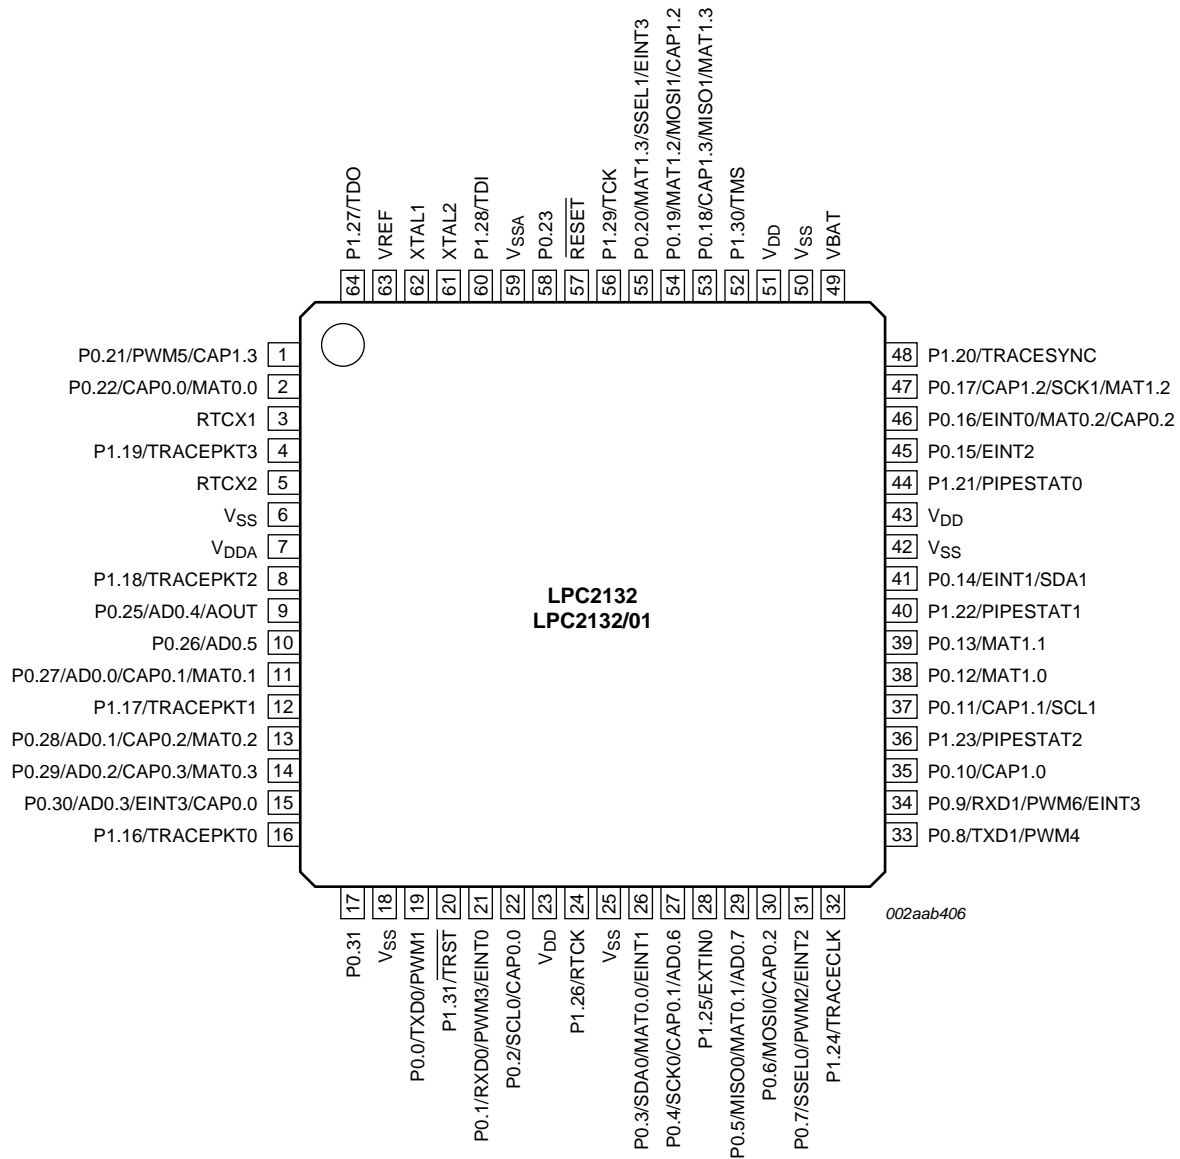 64 P1.27/TDO
63 VREF
62 XTAL1
61 XTAL2
60 P1.28/TDI
59 VSSA
58 P0.23
57 RESET
56 P1.29/TCK
55 P0.20/MAT1.3/SSEL1/EINT3
54 P0.19/MAT1.2/MOSI1/CAP1.2
53 P0.18/CAP1.3/MISO1/MAT1.3
52 P1.30/TMS
51 VDD
50 VSS
49 VBAT
P0.21/PWM5/CAP1.3 1
P0.22/CAP0.0/MAT0.0 2
RTCX1 3
P1.19/TRACEPKT3 4
RTCX2 5
VSS 6
VDDA 7
P1.18/TRACEPKT2 8
P0.25/AD0.4/AOUT 9
P0.26/AD0.5 10
P0.27/AD0.0/CAP0.1/MAT0.1 11
P1.17/TRACEPKT1 12
P0.28/AD0.1/CAP0.2/MAT0.2 13
P0.29/AD0.2/CAP0.3/MAT0.3 14
P0.30/AD0.3/EINT3/CAP0.0 15
P1.16/TRACEPKT0 16
LPC2132
LPC2132/01
48 P1.20/TRACESYNC
47 P0.17/CAP1.2/SCK1/MAT1.2
46 P0.16/EINT0/MAT0.2/CAP0.2
45 P0.15/EINT2
44 P1.21/PIPESTAT0
43 VDD
42 VSS
41 P0.14/EINT1/SDA1
40 P1.22/PIPESTAT1
39 P0.13/MAT1.1
38 P0.12/MAT1.0
37 P0.11/CAP1.1/SCL1
36 P1.23/PIPESTAT2
35 P0.10/CAP1.0
34 P0.9/RXD1/PWM6/EINT3
33 P0.8/TXD1/PWM4
P0.31 17
VSS 18
P0.0/TXD0/PWM1 19
P1.31/TRST 20
P0.1/RXD0/PWM3/EINT0 21
P0.2/SCL0/CAP0.0 22
VDD 23
P1.26/RTCK 24
VSS 25
P0.3/SDA0/MAT0.0/EINT1 26
P0.4/SCK0/CAP0.1/AD0.6 27
P1.25/EXTIN0 28
P0.5/MISO0/MAT0.1/AD0.7 29
P0.6/MOSI0/CAP0.2 30
P0.7/SSEL0/PWM2/EINT2 31
P1.24/TRACECLK 32
002aab406